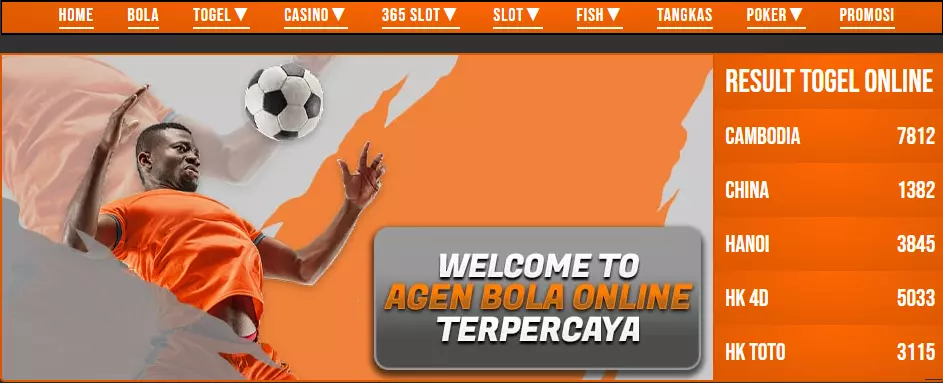 HOME BOLA TOGEL▼ CASINO▼ 365 SLOT▼ SLOT▼ FISH▼ TANGKAS POKER▼ PROMOSI
WELCOME TO
AGEN BOLA ONLINE
TERPERCAYA
RESULT TOGEL ONLINE
CAMBODIA 7812
CHINA 1382
HANOI 3845
HK 4D 5033
HK TOTO 3115